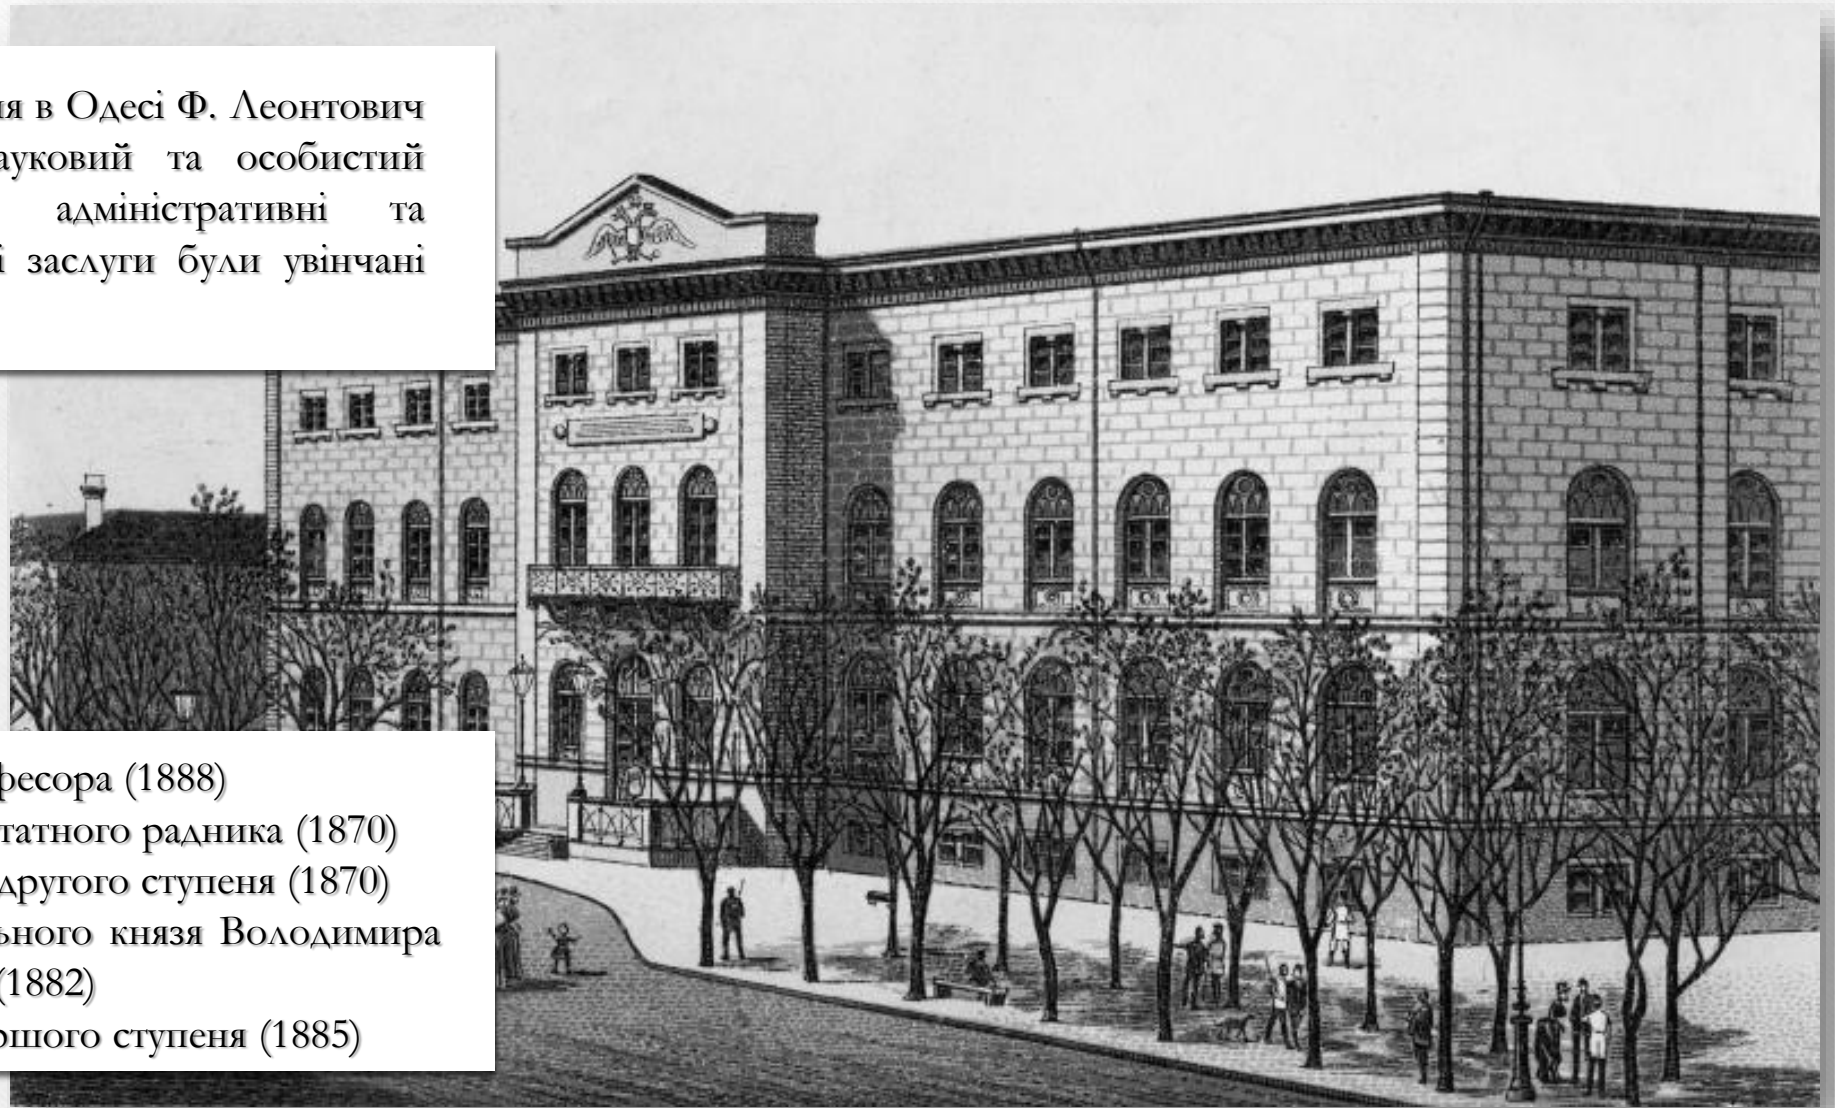 ня в Одесі Ф. Леонтович
ауковий та особистий
адміністративні та
і заслуги були увінчані
фесора (1888)
татного радника (1870)
другого ступеня (1870)
ьного князя Володимира
(1882)
ршого ступеня (1885)